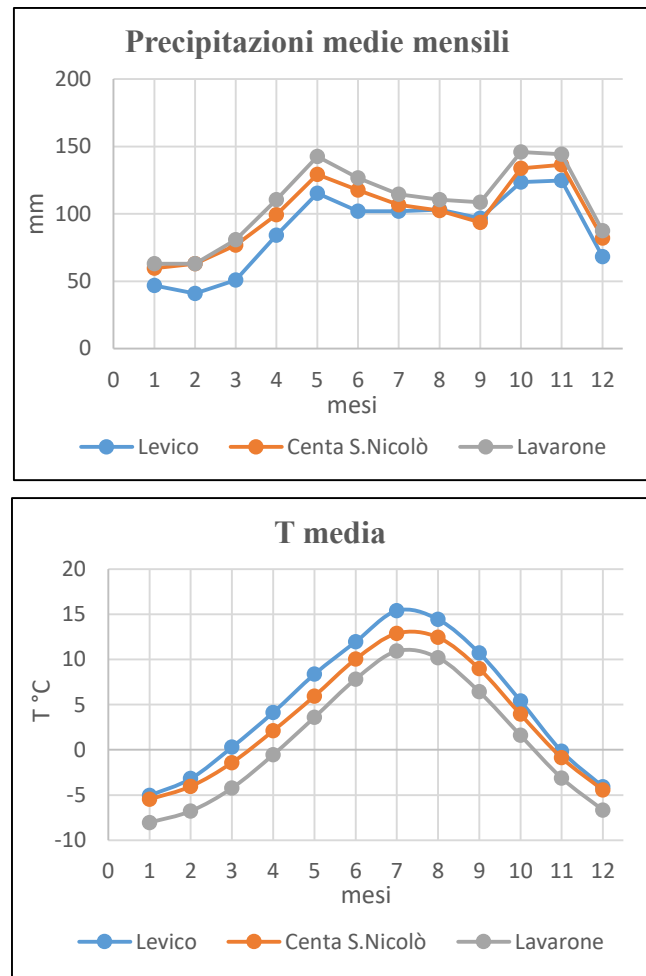 Precipitazioni medie mensili
200
150
100
50
0
mm
0 1 2 3 4 5 6 7 8 9 10 11 12
mesi
Levico Centa S.Nicolò Lavarone
T media
20
15
10
5
0
-5
-10
T °C
0 1 2 3 4 5 6 7 8 9 10 11 12
mesi
Levico Centa S.Nicolò Lavarone